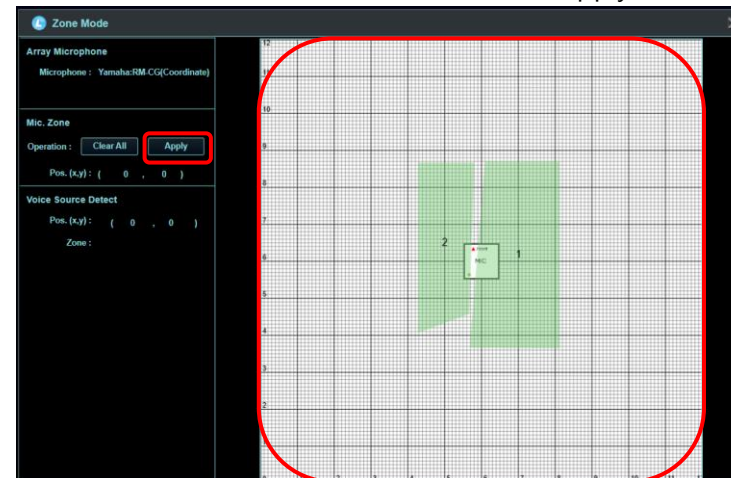 Zone Mode
Array Microphone
Microphone : Yamaha:RM-CG(Coordinate)
Mic. Zone
Operation : Clear All Apply
Pos. (x,y) : ( 0 , 0 )
Voice Source Detect
Pos. (x,y) : ( 0 , 0 )
Zone :
12
10
9
8
7
6
5
4
3
2
2
1
MIC